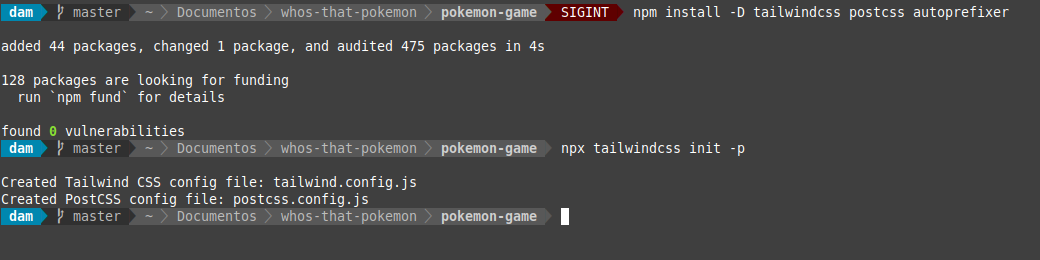 dam master ~ Documentos whos-that-pokemon pokemon-game SIGINT npm install -D tailwindcss postcss autoprefixer
added 44 packages, changed 1 package, and audited 475 packages in 4s
128 packages are looking for funding
run `npm fund` for details
found 0 vulnerabilities
dam master ~ Documentos whos-that-pokemon pokemon-game npx tailwindcss init -p
Created Tailwind CSS config file: tailwind.config.js
Created PostCSS config file: postcss.config.js
dam master ~ Documentos whos-that-pokemon pokemon-game